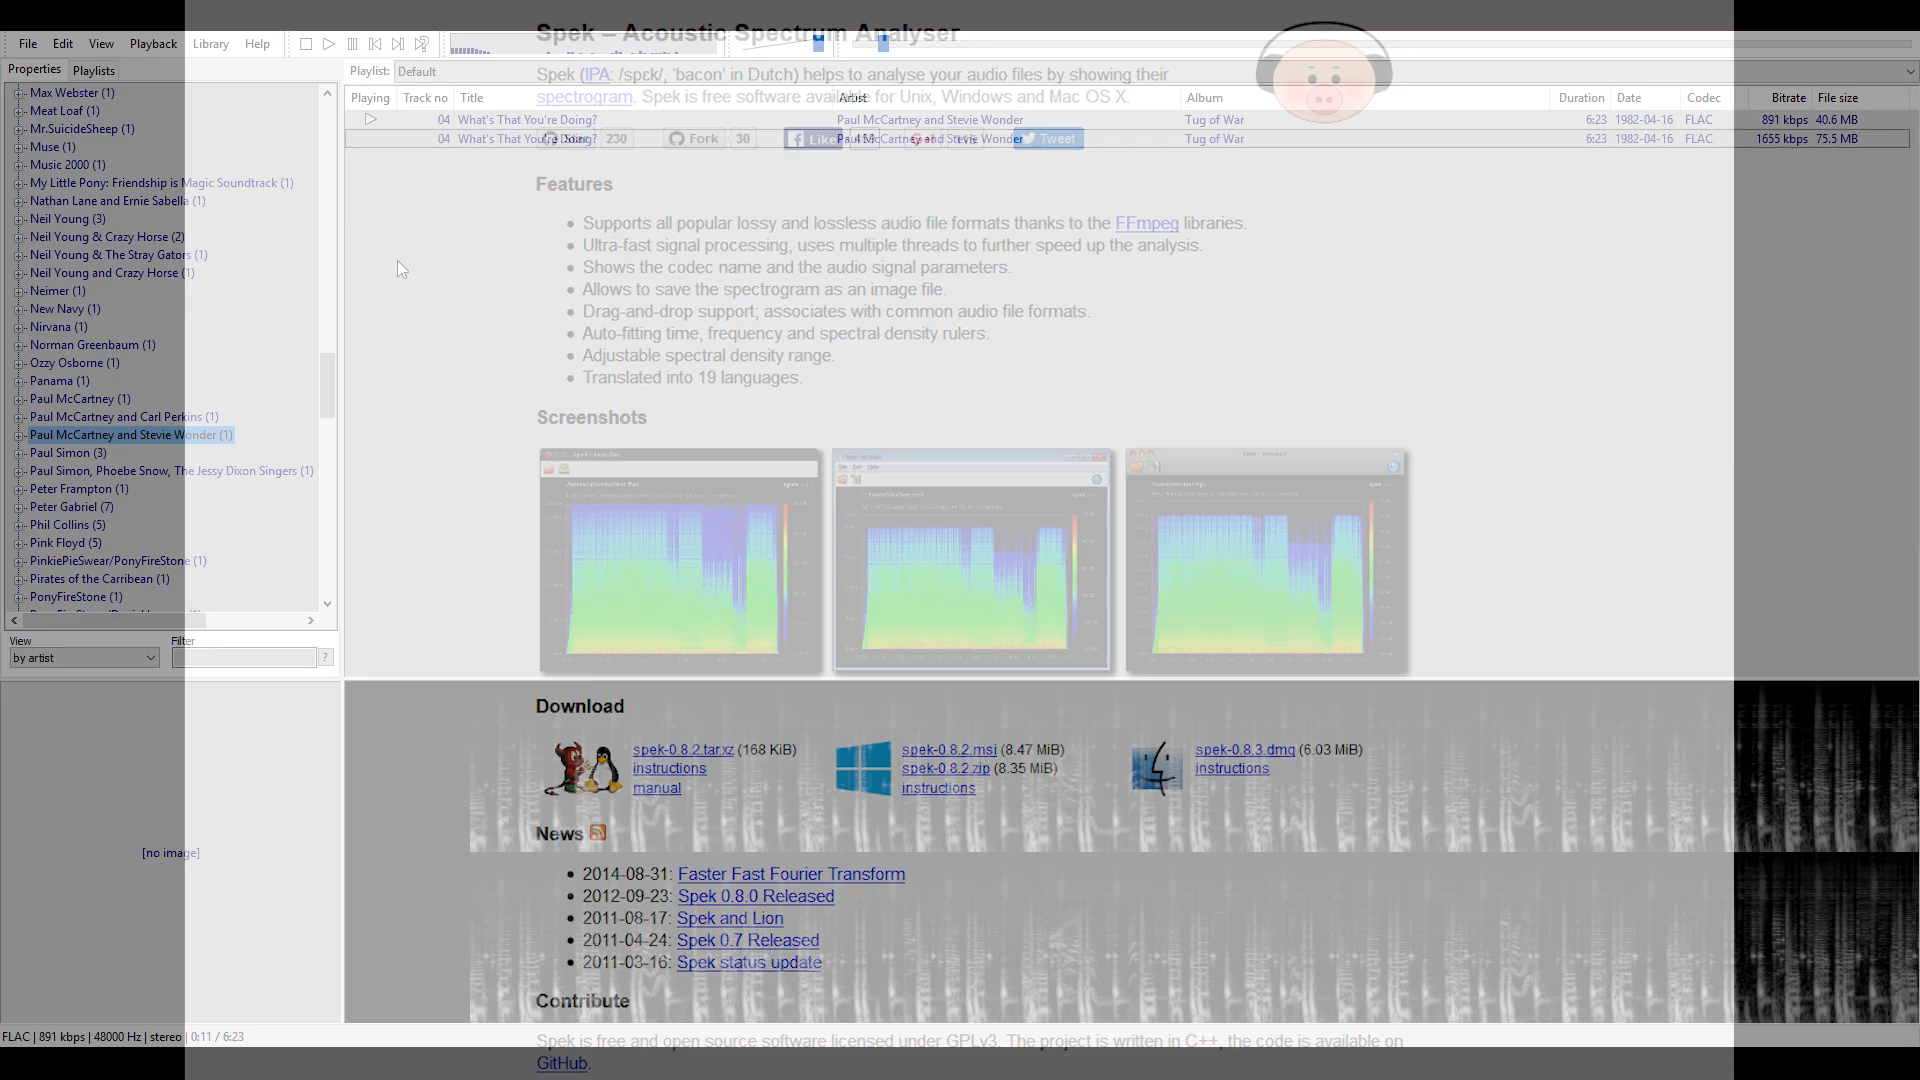 Spek – Acoustic Spectrum Analyser
File Edit View Playback Library Help
Properties Playlists
Playlist: Default
Spek (IPA: /spɛk/, 'bacon' in Dutch) helps to analyse your audio files by showing their
spectrogram. Spek is free software available for Unix, Windows and Mac OS X.
Playing Track no Title Artist Album Duration Date Codec Bitrate File size
04 What's That You're Doing? Paul McCartney and Stevie Wonder Tug of War 6:23 1982-04-16 FLAC 891 kbps 40.6 MB
04 What's That You're Doing? Paul McCartney and Stevie Wonder Tug of War 6:23 1982-04-16 FLAC 1655 kbps 75.5 MB
Star 230 Fork 30 Like Tweet
Max Webster (1)
Meat Loaf (1)
Mr.SuicideSheep (1)
Muse (1)
Music 2000 (1)
My Little Pony: Friendship is Magic Soundtrack (1)
Nathan Lane and Ernie Sabella (1)
Neil Young (3)
Neil Young & Crazy Horse (2)
Neil Young & The Stray Gators (1)
Neil Young and Crazy Horse (1)
Neimer (1)
New Navy (1)
Nirvana (1)
Norman Greenbaum (1)
Ozzy Osborne (1)
Panama (1)
Paul McCartney (1)
Paul McCartney and Carl Perkins (1)
Paul McCartney and Stevie Wonder (1)
Paul Simon (3)
Paul Simon, Phoebe Snow, The Jessy Dixon Singers (1)
Peter Frampton (1)
Peter Gabriel (7)
Phil Collins (5)
Pink Floyd (5)
PinkiePieSwear/PonyFireStone (1)
Pirates of the Carribean (1)
PonyFireStone (1)
View Filter
by artist ?
[no image]
Features
Supports all popular lossy and lossless audio file formats thanks to the FFmpeg libraries.
Ultra-fast signal processing, uses multiple threads to further speed up the analysis.
Shows the codec name and the audio signal parameters.
Allows to save the spectrogram as an image file.
Drag-and-drop support; associates with common audio file formats.
Auto-fitting time, frequency and spectral density rulers.
Adjustable spectral density range.
Translated into 19 languages.
Screenshots
Download
spek-0.8.2.tar.xz (168 KiB)
instructions
manual
spek-0.8.2.msi (8.47 MiB)
spek-0.8.2.zip (8.35 MiB)
instructions
spek-0.8.3.dmg (6.03 MiB)
instructions
News
2014-08-31: Faster Fast Fourier Transform
2012-09-23: Spek 0.8.0 Released
2011-08-17: Spek and Lion
2011-04-24: Spek 0.7 Released
2011-03-16: Spek status update
Contribute
Spek is free and open source software licensed under GPLv3. The project is written in C++, the code is available on
GitHub.
FLAC | 891 kbps | 48000 Hz | stereo | 0:11 / 6:23